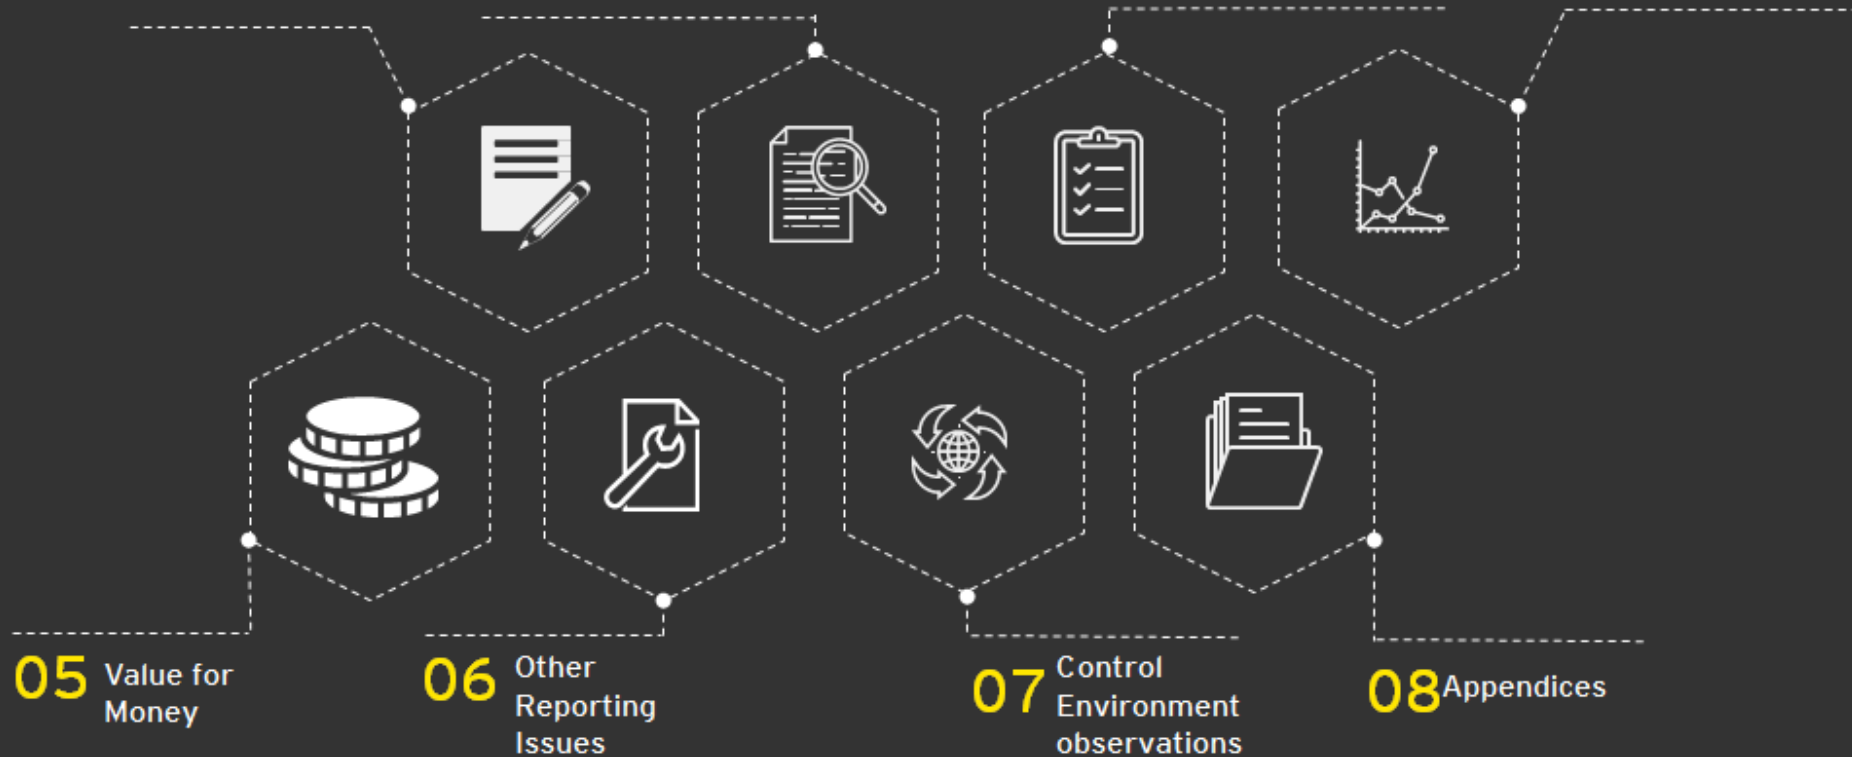 05 Value for
Money
06 Other
Reporting
Issues
07 Control
Environment
observations
08 Appendices